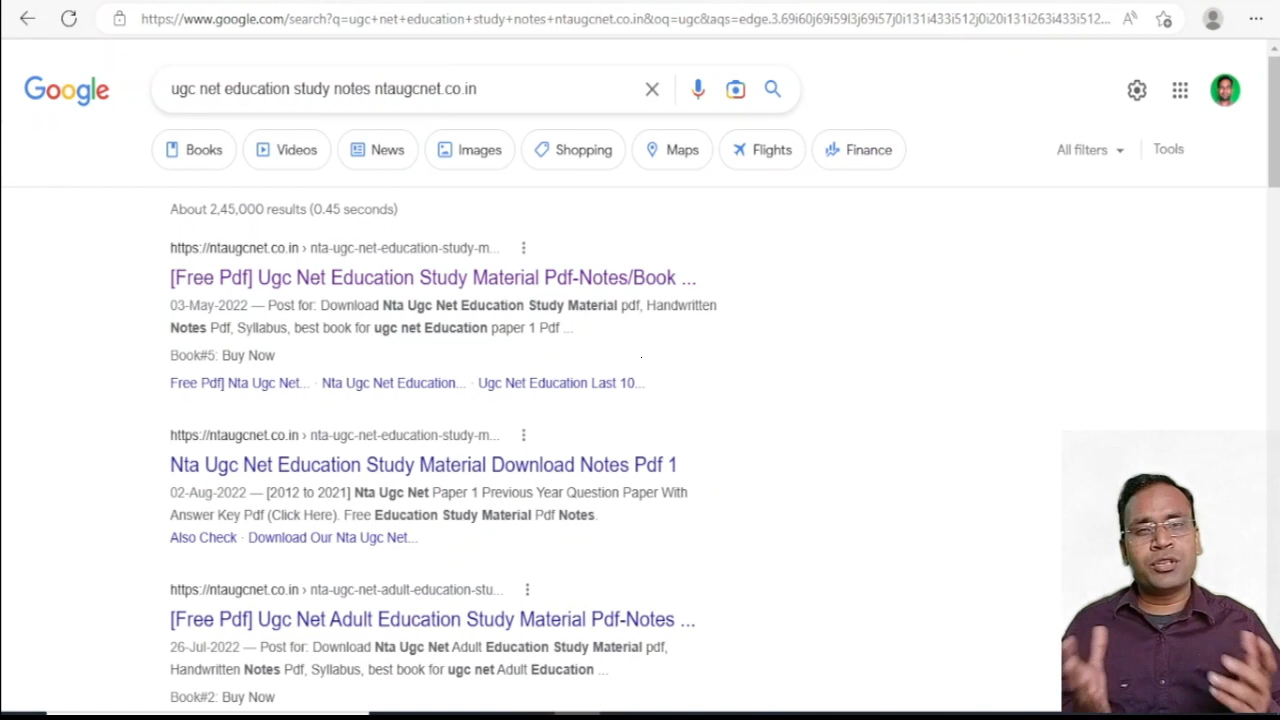 https://www.google.com/search?q=ugc+net+education+study+notes+ntaugcnet.co.in&oq=ugc&aqs=edge.3.69i60j69i59l3j69i57j0i131i433i512j0i20i131i263i433i512...
Google
ugc net education study notes ntaugcnet.co.in
Books Videos News Images Shopping Maps Flights Finance All filters Tools
About 2,45,000 results (0.45 seconds)
https://ntaugcnet.co.in › nta-ugc-net-education-study-m...
[Free Pdf] Ugc Net Education Study Material Pdf-Notes/Book ...
03-May-2022 — Post for: Download Nta Ugc Net Education Study Material pdf, Handwritten
Notes Pdf, Syllabus, best book for ugc net Education paper 1 Pdf ...
Book#5: Buy Now
Free Pdf] Nta Ugc Net... · Nta Ugc Net Education... · Ugc Net Education Last 10...
https://ntaugcnet.co.in › nta-ugc-net-education-study-m...
Nta Ugc Net Education Study Material Download Notes Pdf 1
02-Aug-2022 — [2012 to 2021] Nta Ugc Net Paper 1 Previous Year Question Paper With
Answer Key Pdf (Click Here). Free Education Study Material Pdf Notes.
Also Check · Download Our Nta Ugc Net...
https://ntaugcnet.co.in › nta-ugc-net-adult-education-stu...
[Free Pdf] Ugc Net Adult Education Study Material Pdf-Notes ...
26-Jul-2022 — Post for: Download Nta Ugc Net Adult Education Study Material pdf,
Handwritten Notes Pdf, Syllabus, best book for ugc net Adult Education ...
Book#2: Buy Now